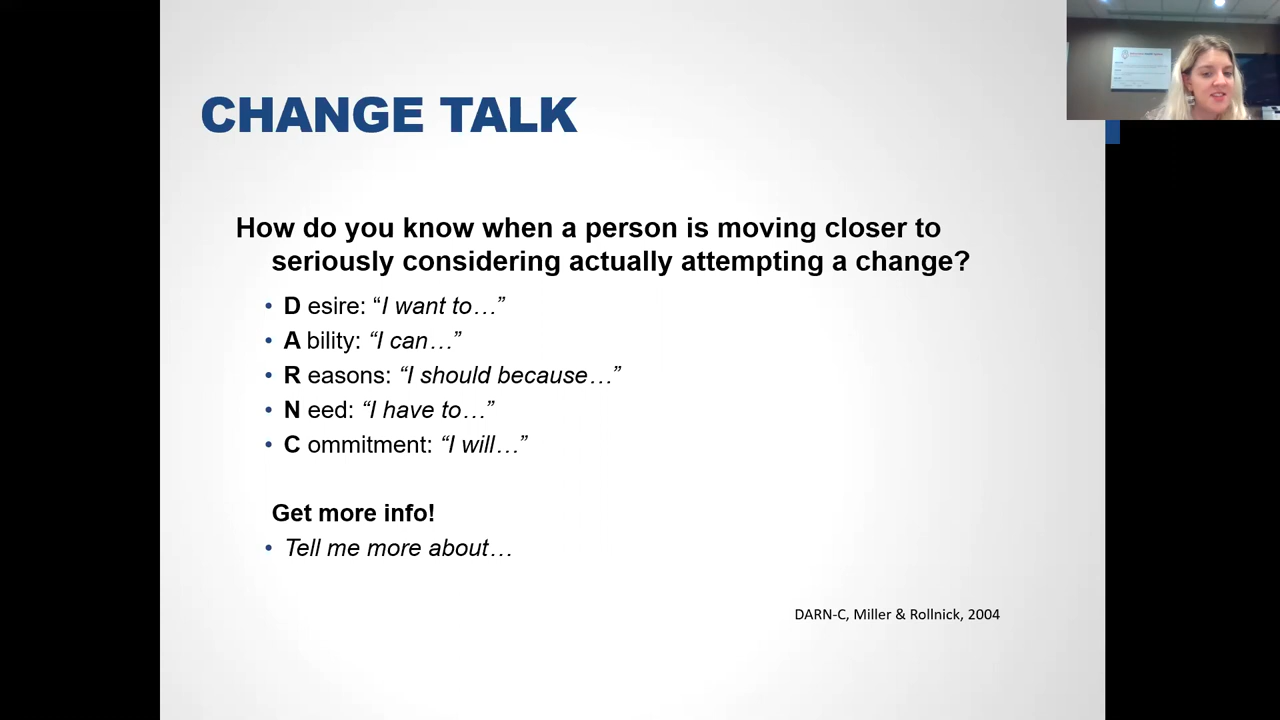 CHANGE TALK
How do you know when a person is moving closer to
seriously considering actually attempting a change?
• D esire: “I want to…”
• A bility: “I can…”
• R easons: “I should because…”
• N eed: “I have to…”
• C ommitment: “I will…”
Get more info!
• Tell me more about…
DARN-C, Miller & Rollnick, 2004